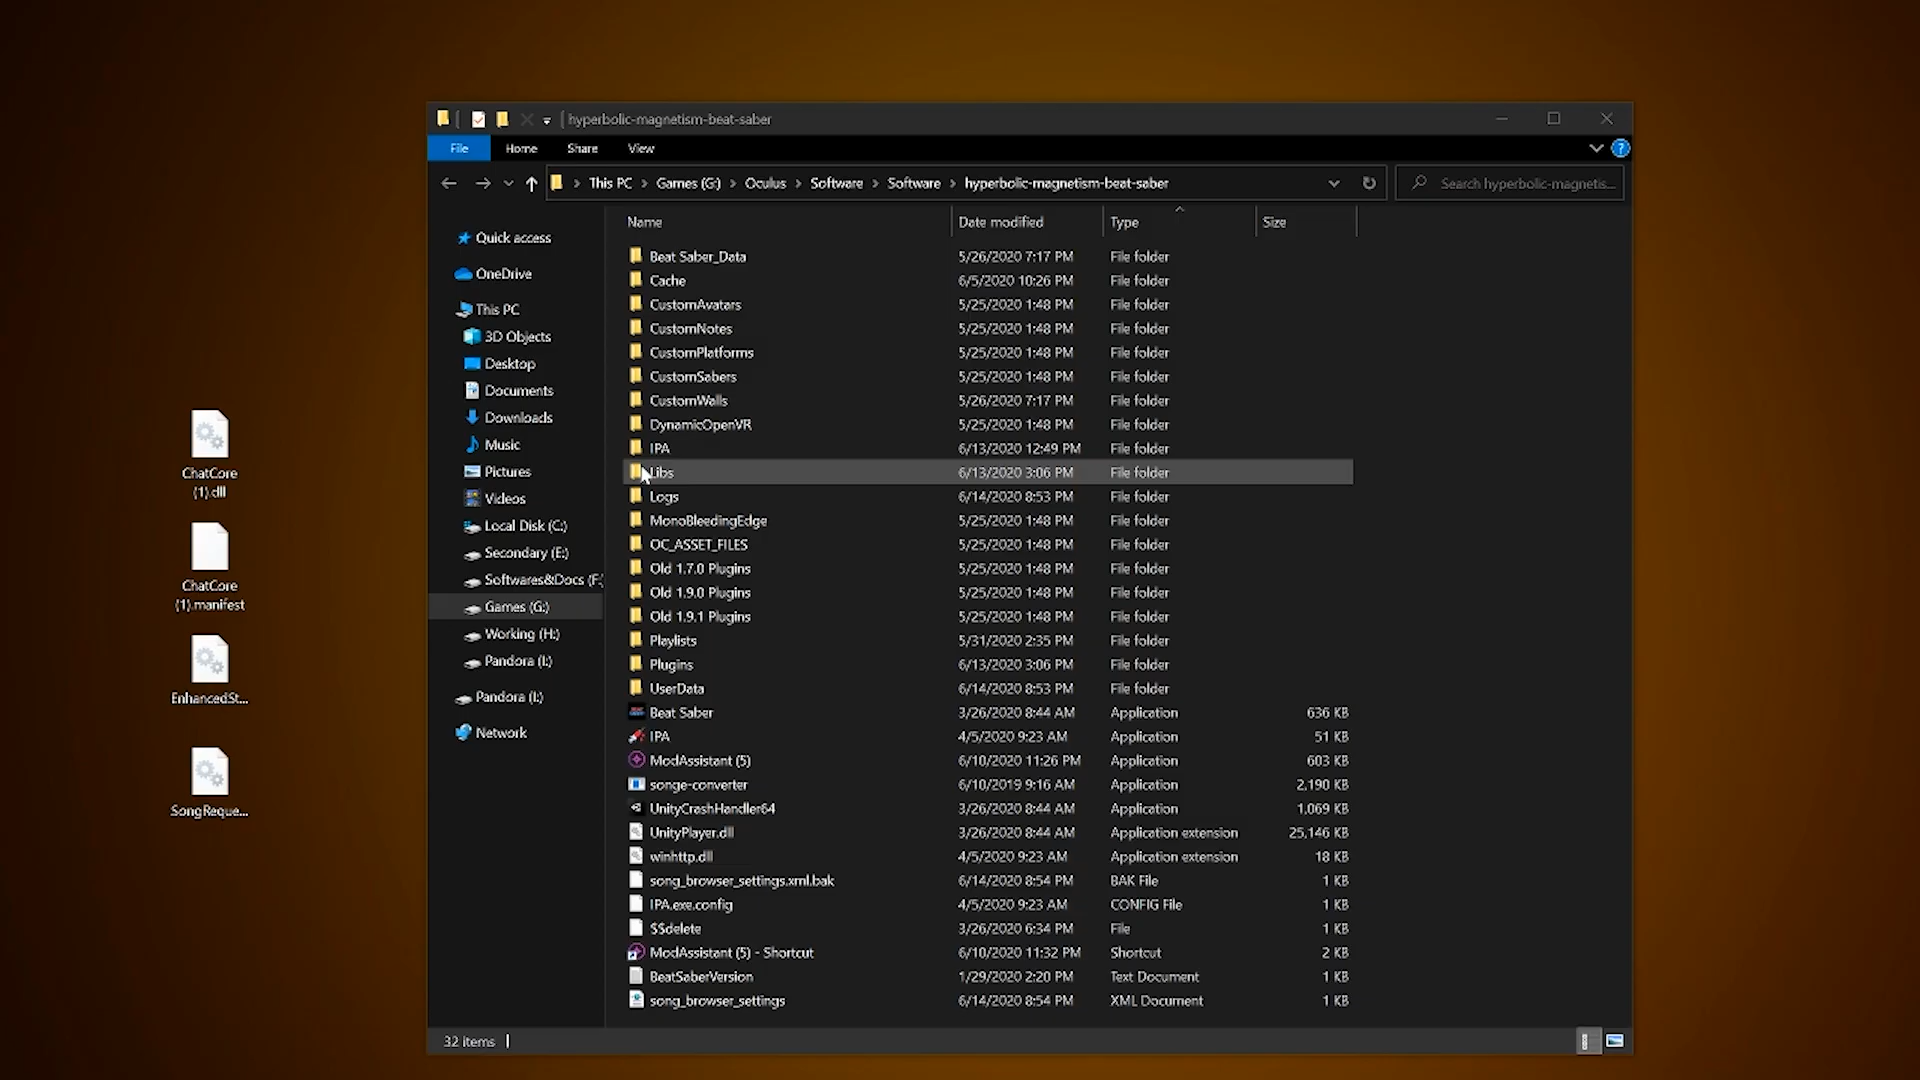 hyperbolic-magnetism-beat-saber
File Home Share View
This PC Games (G:) Oculus Software Software hyperbolic-magnetism-beat-saber Search hyperbolic-magnetis...
Name Date modified Type Size
Quick access
OneDrive
This PC
3D Objects
Desktop
Documents
Downloads
Music
Pictures
Videos
Local Disk (C:)
Secondary (E:)
Softwares&Docs (F:)
Games (G:)
Working (H:)
Pandora (I:)
Pandora (I:)
Network
Beat Saber_Data 5/26/2020 7:17 PM File folder
Cache 6/5/2020 10:26 PM File folder
CustomAvatars 5/25/2020 1:48 PM File folder
CustomNotes 5/25/2020 1:48 PM File folder
CustomPlatforms 5/25/2020 1:48 PM File folder
CustomSabers 5/25/2020 1:48 PM File folder
CustomWalls 5/26/2020 7:17 PM File folder
DynamicOpenVR 5/25/2020 1:48 PM File folder
IPA 6/13/2020 12:49 PM File folder
Libs 6/13/2020 3:06 PM File folder
Logs 6/14/2020 8:53 PM File folder
MonoBleedingEdge 5/25/2020 1:48 PM File folder
OC_ASSET_FILES 5/25/2020 1:48 PM File folder
Old 1.7.0 Plugins 5/25/2020 1:48 PM File folder
Old 1.9.0 Plugins 5/25/2020 1:48 PM File folder
Old 1.9.1 Plugins 5/25/2020 1:48 PM File folder
Playlists 5/31/2020 2:35 PM File folder
Plugins 6/13/2020 3:06 PM File folder
UserData 6/14/2020 8:53 PM File folder
Beat Saber 3/26/2020 8:44 AM Application 636 KB
IPA 4/5/2020 9:23 AM Application 51 KB
ModAssistant (5) 6/10/2020 11:26 PM Application 603 KB
songe-converter 6/10/2019 9:16 AM Application 2,190 KB
UnityCrashHandler64 3/26/2020 8:44 AM Application 1,069 KB
UnityPlayer.dll 3/26/2020 8:44 AM Application extension 25,146 KB
winhttp.dll 4/5/2020 9:23 AM Application extension 18 KB
song_browser_settings.xml.bak 6/14/2020 8:54 PM BAK File 1 KB
IPA.exe.config 4/5/2020 9:23 AM CONFIG File 1 KB
$$delete 3/26/2020 6:34 PM File 1 KB
ModAssistant (5) - Shortcut 6/10/2020 11:32 PM Shortcut 2 KB
BeatSaberVersion 1/29/2020 2:20 PM Text Document 1 KB
song_browser_settings 6/14/2020 8:54 PM XML Document 1 KB
32 items
ChatCore
(1).dll
ChatCore
(1).manifest
EnhancedSt...
SongReque...